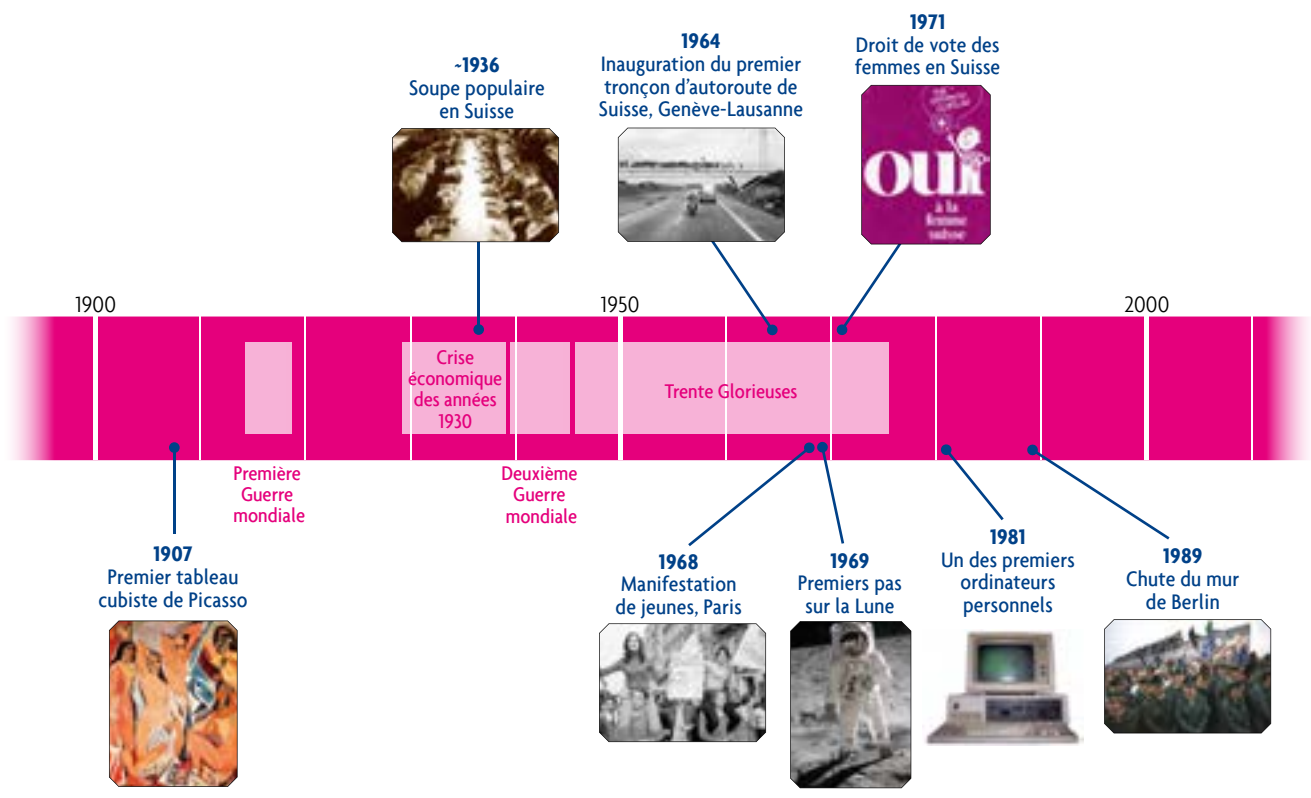 1971
Droit de vote des
femmes en Suisse
1964
Inauguration du premier
tronçon d'autoroute de
Suisse, Genève-Lausanne
~1936
Soupe populaire
en Suisse
oui
à la
femme
suisse
1900
1950
2000
Crise
économique
des années
1930
Trente Glorieuses
Première
Guerre
mondiale
Deuxième
Guerre
mondiale
1907
Premier tableau
cubiste de Picasso
1968
Manifestation
de jeunes, Paris
1969
Premiers pas
sur la Lune
1981
Un des premiers
ordinateurs
personnels
1989
Chute du mur
de Berlin